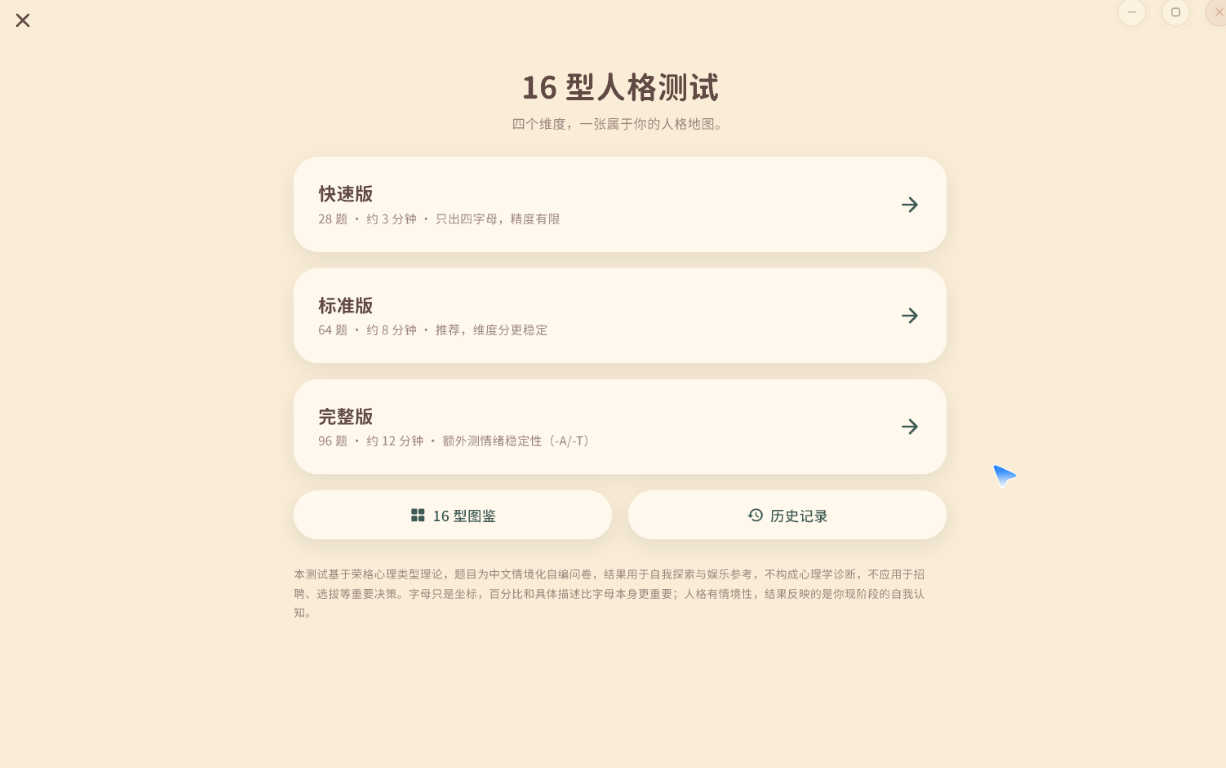 16 型人格测试
四个维度，一张属于你的人格地图。
快速版
28 题 · 约 3 分钟 · 只出四字母，精度有限
标准版
64 题 · 约 8 分钟 · 推荐，维度分更稳定
完整版
96 题 · 约 12 分钟 · 额外测情绪稳定性（-A/-T）
16 型图鉴
历史记录
本测试基于荣格心理类型理论，题目为中文情境化自编问卷，结果用于自我探索与娱乐参考，不构成心理学诊断，不应用于招
聘、选拔等重要决策。字母只是坐标，百分比和具体描述比字母本身更重要；人格有情境性，结果反映的是你现阶段的自我认
知。